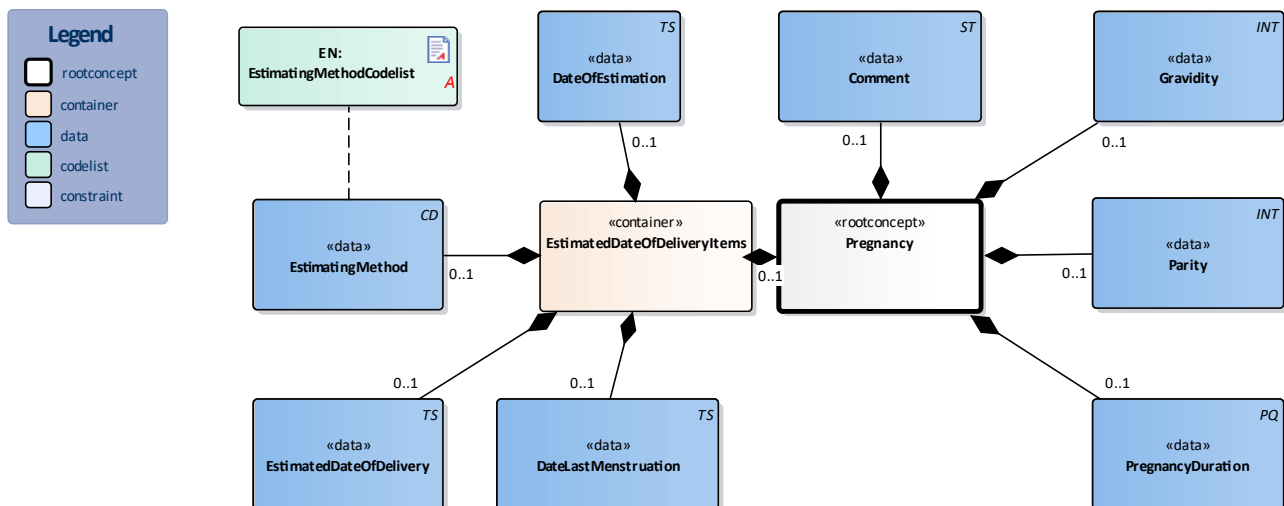 Legend
rootconcept
container
data
codelist
constraint
EN:
EstimatingMethodCodelist
A
TS
«data»
DateOfEstimation
0..1
ST
«data»
Comment
0..1
INT
«data»
Gravidity
0..1
CD
«data»
EstimatingMethod
0..1
«container»
EstimatedDateOfDeliveryItems
0..1
«rootconcept»
Pregnancy
INT
«data»
Parity
0..1
0..1
TS
«data»
EstimatedDateOfDelivery
0..1
TS
«data»
DateLastMenstruation
0..1
PQ
«data»
PregnancyDuration